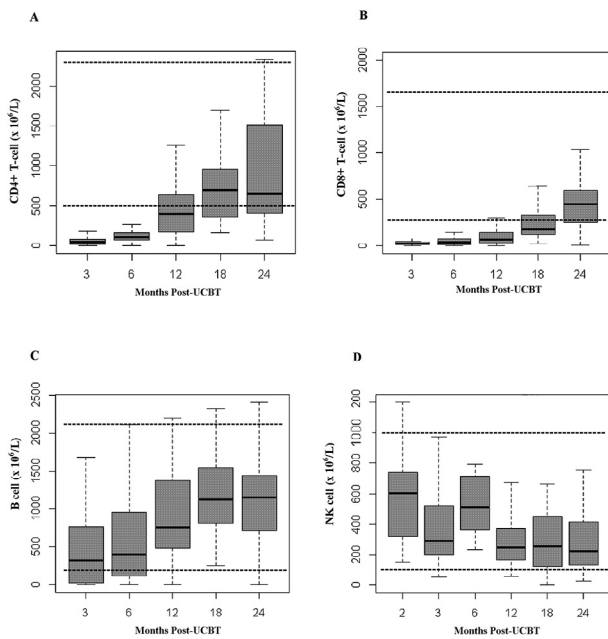 A
CD4+ T-cell (x 10⁶/L)
2000
1500
1000
500
0
3 6 12 18 24
Months Post-UCBT
B
CD8+ T-cell (x 10⁶/L)
2000
1500
1000
500
0
3 6 12 18 24
Months Post-UCBT
C
B cell (x 10⁶/L)
2500
2000
1500
1000
500
0
3 6 12 18 24
Months Post-UCBT
D
NK cell (x 10⁶/L)
200
1000
800
600
400
200
0
2 3 6 12 18 24
Months Post-UCBT